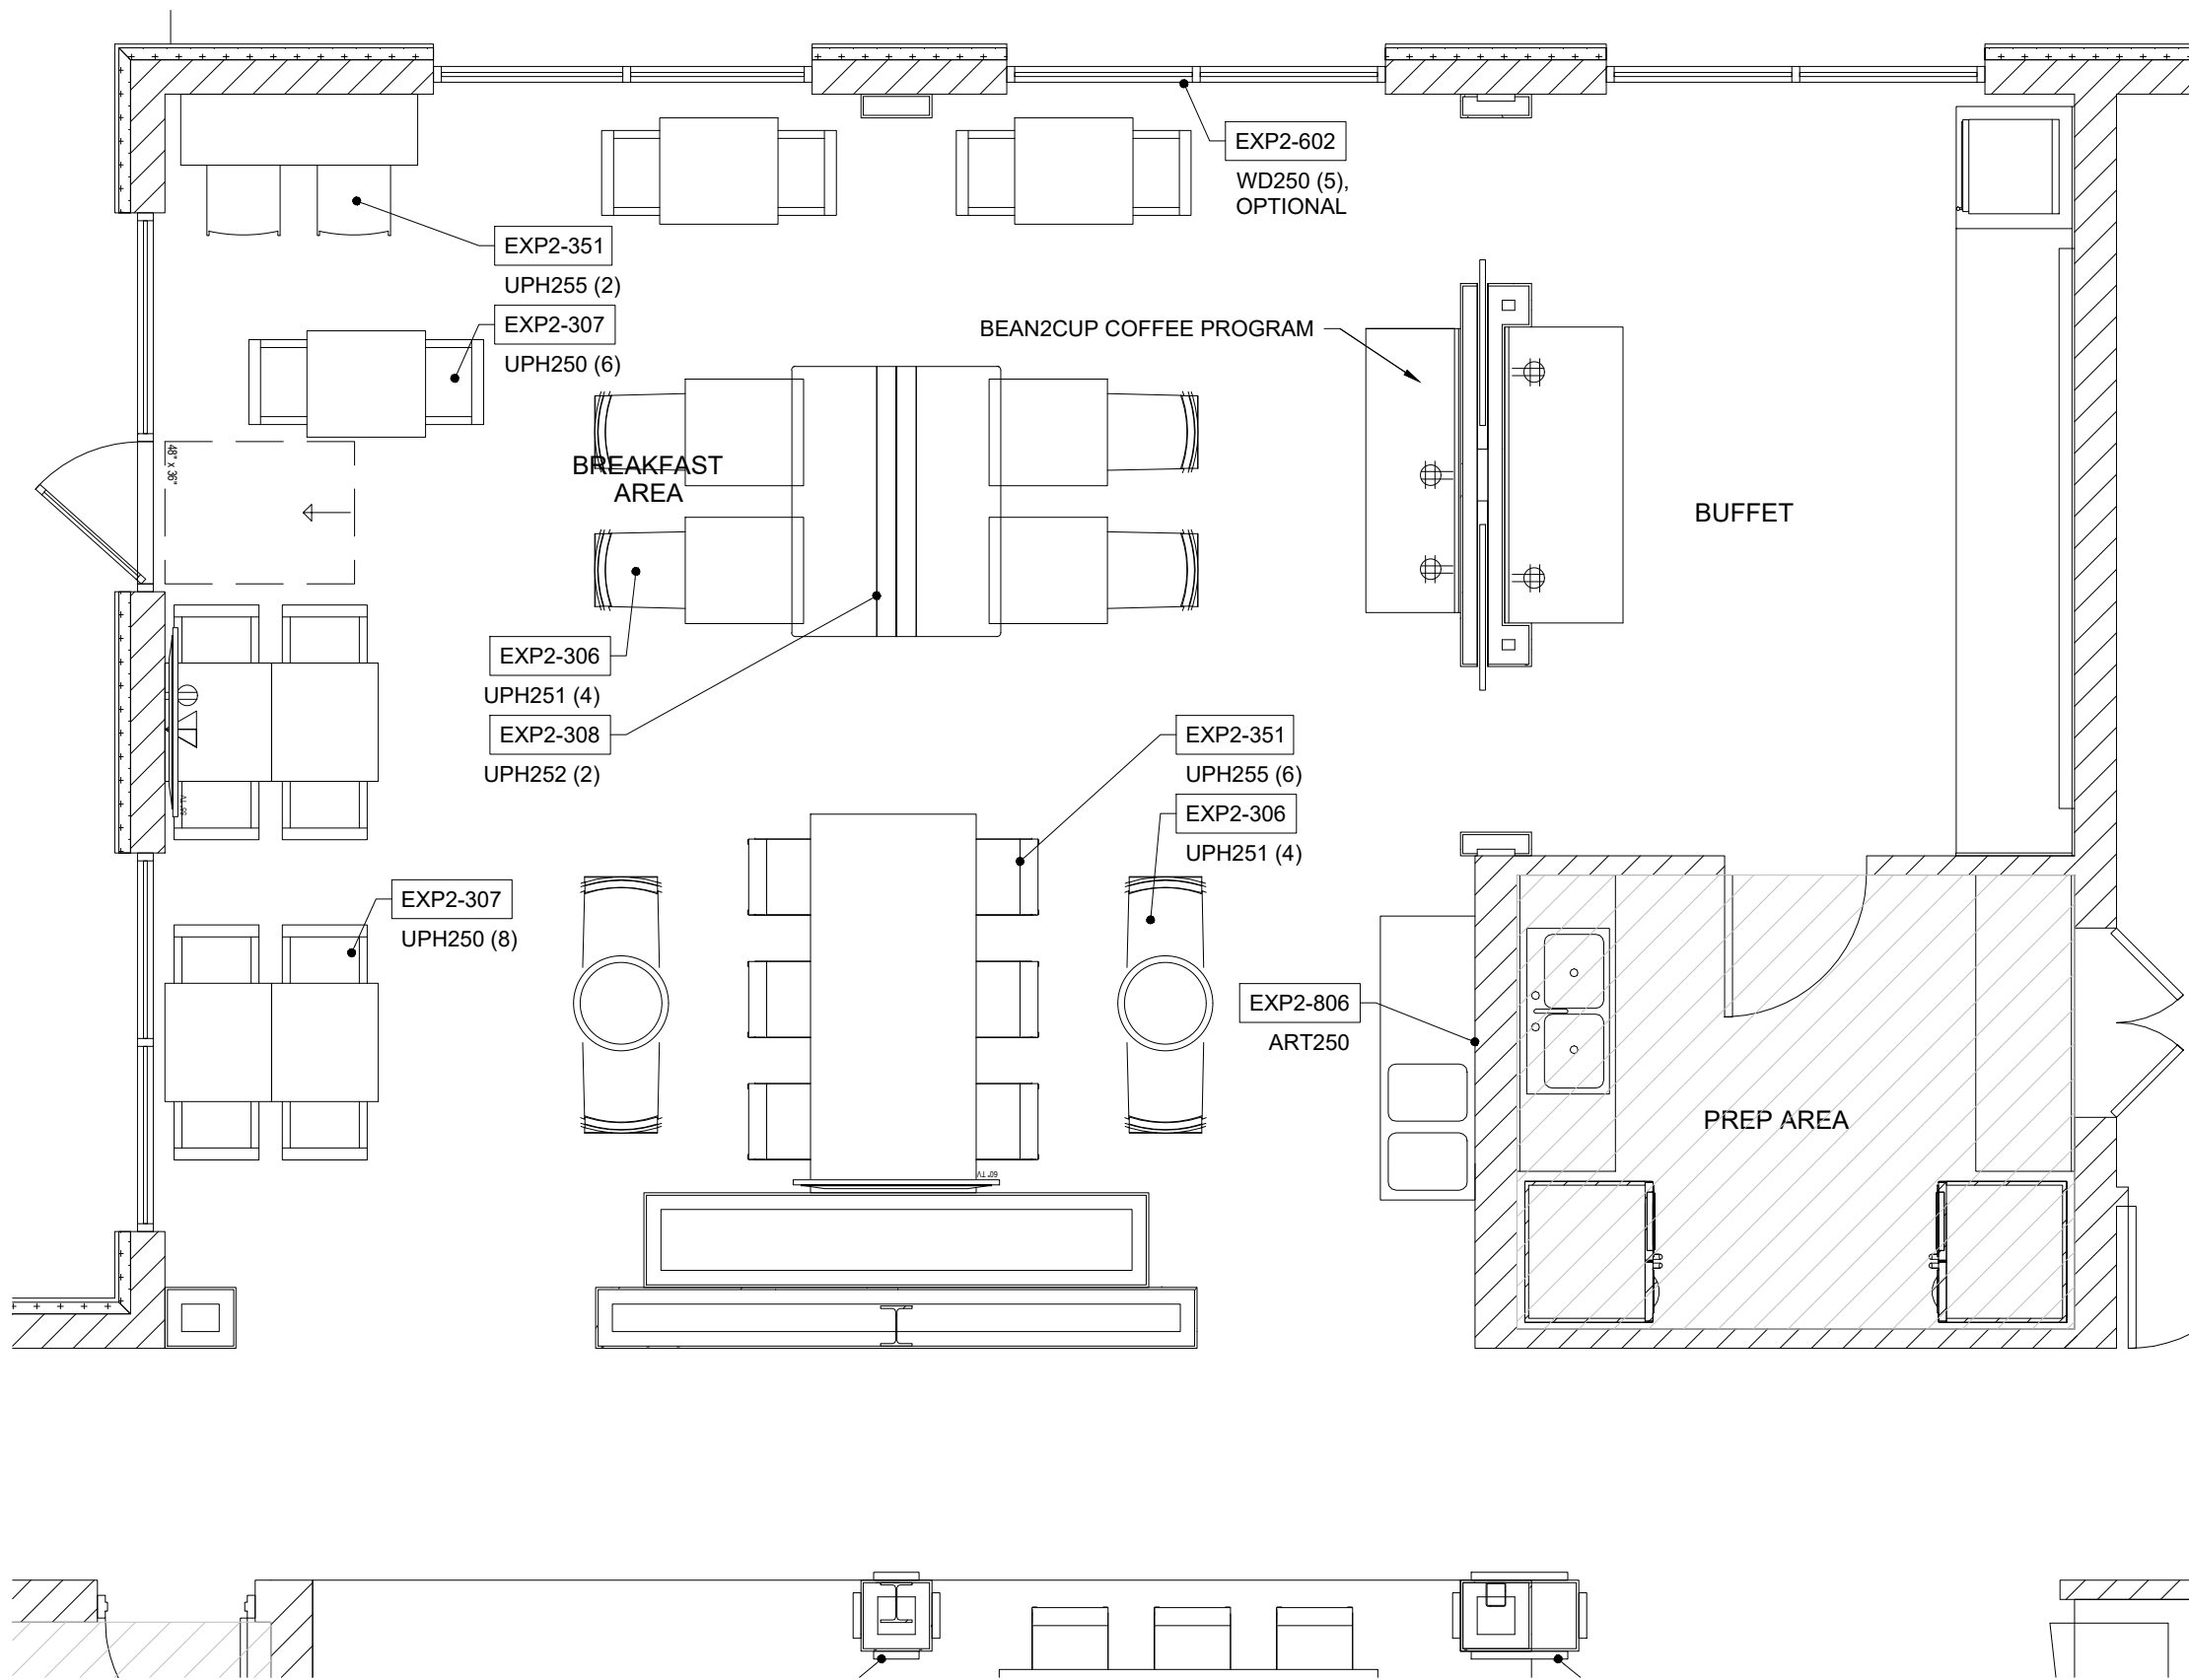 EXP2-602
WD250 (5),
OPTIONAL
EXP2-351
UPH255 (2)
EXP2-307
UPH250 (6)
BEAN2CUP COFFEE PROGRAM
48" x 36"
BREAKFAST
AREA
BUFFET
EXP2-306
UPH251 (4)
EXP2-308
UPH252 (2)
EXP2-351
UPH255 (6)
EXP2-306
UPH251 (4)
EXP2-307
UPH250 (8)
EXP2-806
ART250
PREP AREA
60" TV